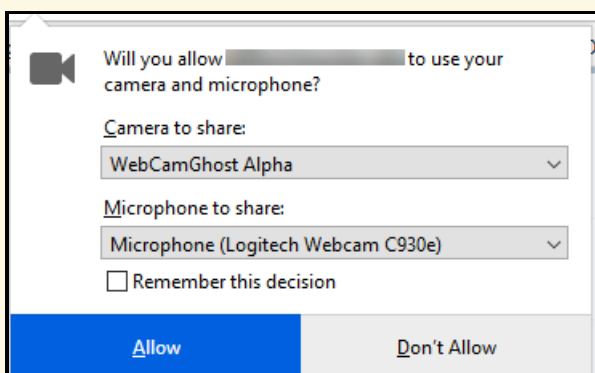 Will you allow to use your
camera and microphone?
Camera to share:
WebCamGhost Alpha
Microphone to share:
Microphone (Logitech Webcam C930e)
Remember this decision
Allow
Don't Allow